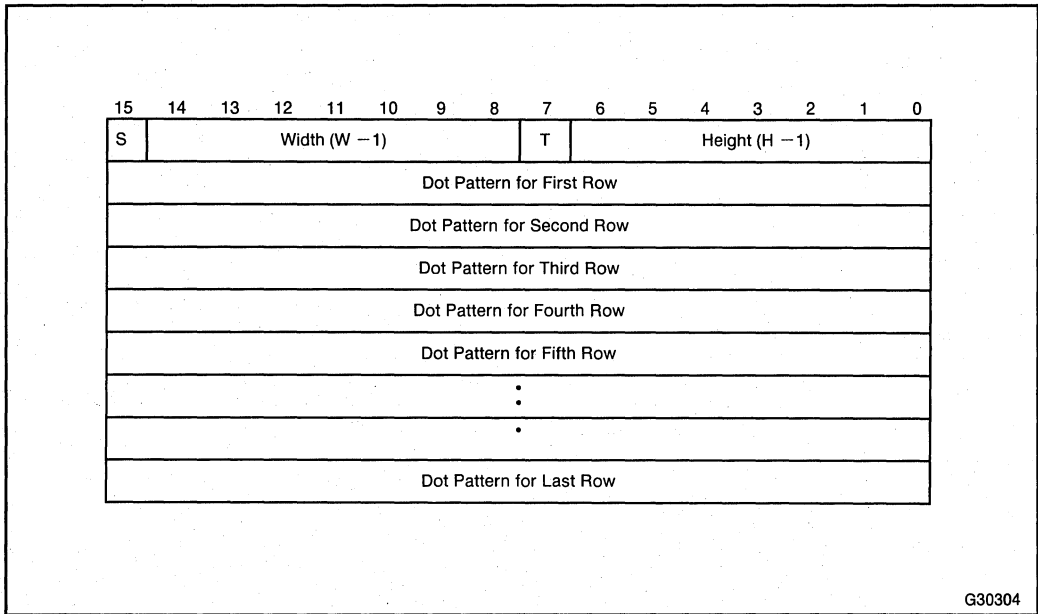 15 14 13 12 11 10 9 8 7 6 5 4 3 2 1 0
S Width (W −1) T Height (H −1)
Dot Pattern for First Row
Dot Pattern for Second Row
Dot Pattern for Third Row
Dot Pattern for Fourth Row
Dot Pattern for Fifth Row
Dot Pattern for Last Row
G30304